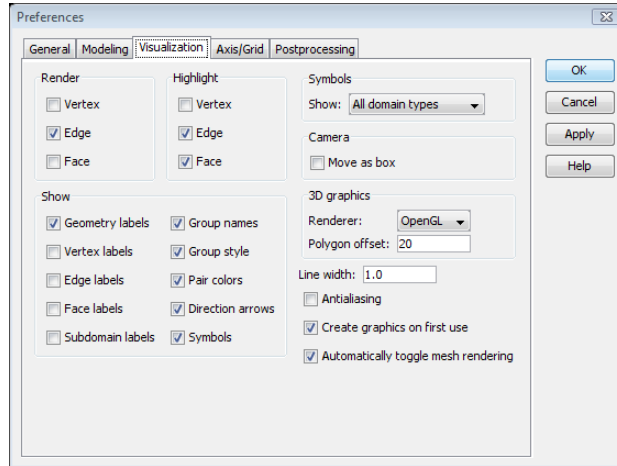 Preferences
General Modeling Visualization Axis/Grid Postprocessing
Render
Vertex
Edge
Face
Highlight
Vertex
Edge
Face
Symbols
Show: All domain types
Camera
Move as box
Show
Geometry labels
Vertex labels
Edge labels
Face labels
Subdomain labels
Group names
Group style
Pair colors
Direction arrows
Symbols
3D graphics
Renderer: OpenGL
Polygon offset: 20
Line width: 1.0
Antialiasing
Create graphics on first use
Automatically toggle mesh rendering
OK
Cancel
Apply
Help